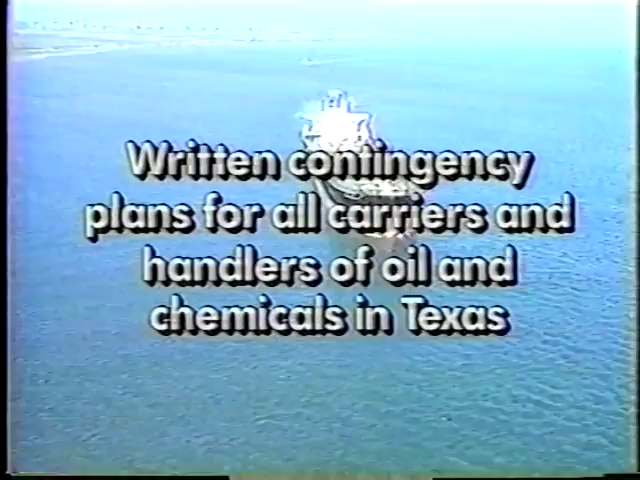 Written contingency
plans for all carriers and
handlers of oil and
chemicals in Texas